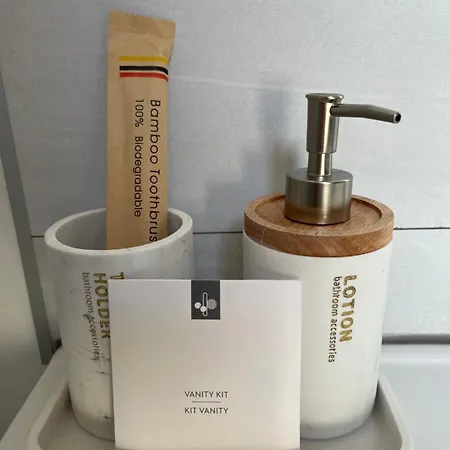 Bamboo Toothbrus
100% Biodegradable
T
HOLDER
bathroom accessories
LOTION
bathroom accessories
VANITY KIT
KIT VANITY